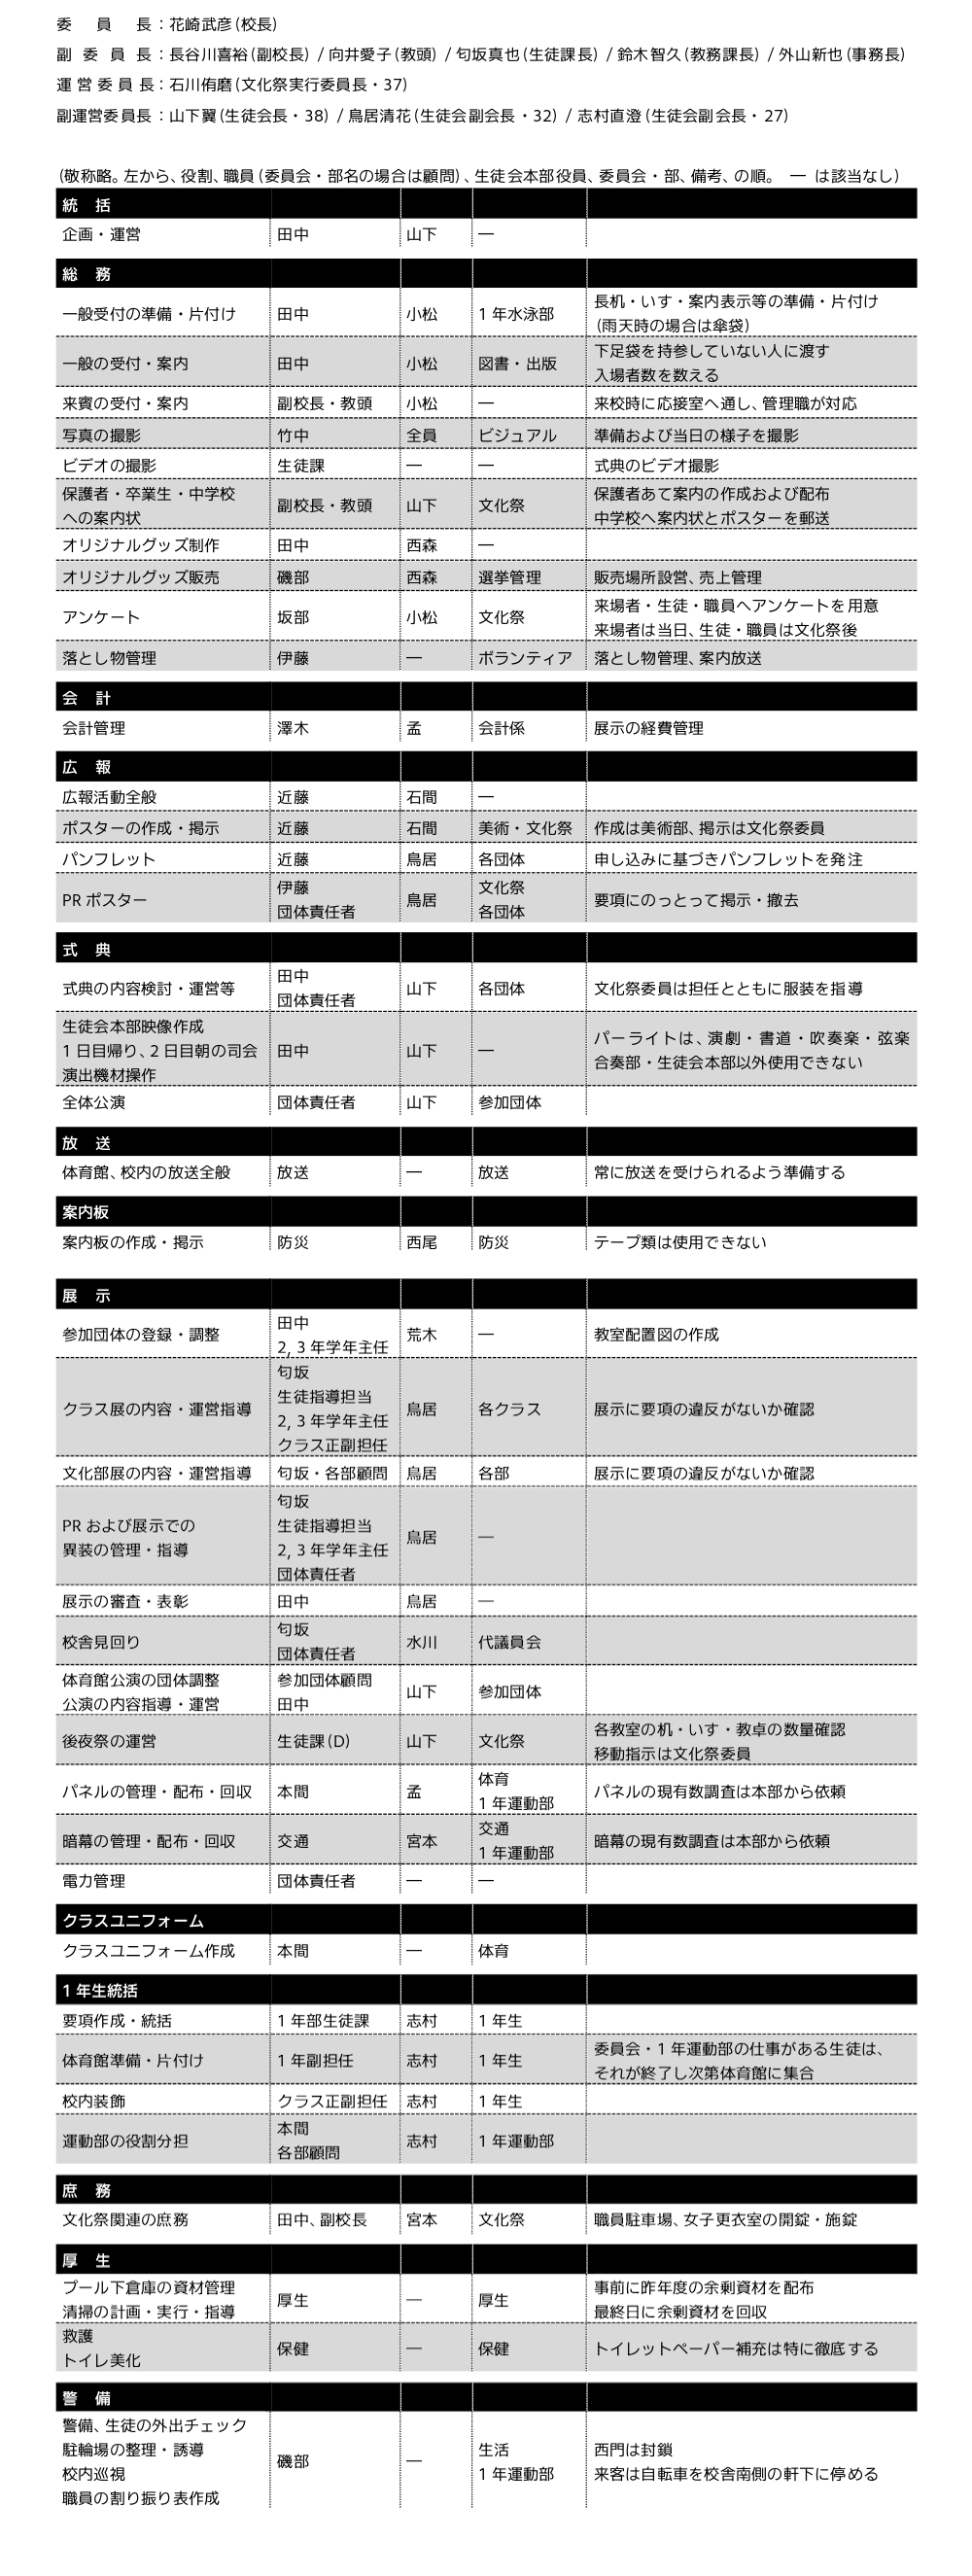 委員長：花崎武彦(校長)
副委員長：長谷川喜裕(副校長) / 向井愛子(教頭) / 匂坂真也(生徒課長) / 鈴木智久(教務課長) / 外山新也(事務長)
運営委員長：石川侑磨(文化祭実行委員長・37)
副運営委員長：山下翼(生徒会長・38) / 鳥居清花(生徒会副会長・32) / 志村直澄(生徒会副会長・27)
(敬称略。左から、役割、職員(委員会・部名の場合は顧問)、生徒会本部役員、委員会・部、備考、の順。 ― は該当なし)
統 括
企画・運営 田中 山下 ―
総 務
一般受付の準備・片付け 田中 小松 1年水泳部 長机・いす・案内表示等の準備・片付け
(雨天時の場合は傘袋)
一般の受付・案内 田中 小松 図書・出版 下足袋を持参していない人に渡す
入場者数を数える
来賓の受付・案内 副校長・教頭 小松 ― 来校時に応接室へ通し、管理職が対応
写真の撮影 竹中 全員 ビジュアル 準備および当日の様子を撮影
ビデオの撮影 生徒課 ― ― 式典のビデオ撮影
保護者・卒業生・中学校
への案内状 副校長・教頭 山下 文化祭 保護者あて案内の作成および配布
中学校へ案内状とポスターを郵送
オリジナルグッズ制作 田中 西森 ―
オリジナルグッズ販売 磯部 西森 選挙管理 販売場所設営、売上管理
アンケート 坂部 小松 文化祭 来場者・生徒・職員へアンケートを用意
来場者は当日、生徒・職員は文化祭後
落とし物管理 伊藤 ― ボランティア 落とし物管理、案内放送
会 計
会計管理 澤木 孟 会計係 展示の経費管理
広 報
広報活動全般 近藤 石間 ―
ポスターの作成・掲示 近藤 石間 美術・文化祭 作成は美術部、掲示は文化祭委員
パンフレット 近藤 鳥居 各団体 申し込みに基づきパンフレットを発注
PRポスター 伊藤
団体責任者 鳥居 文化祭
各団体 要項にのっとって掲示・撤去
式 典
式典の内容検討・運営等 田中
団体責任者 山下 各団体 文化祭委員は担任とともに服装を指導
生徒会本部映像作成
1日目帰り、2日目朝の司会
演出機材操作 田中 山下 ― パーライトは、演劇・書道・吹奏楽・弦楽
合奏部・生徒会本部以外使用できない
全体公演 団体責任者 山下 参加団体
放 送
体育館、校内の放送全般 放送 ― 放送 常に放送を受けられるよう準備する
案内板
案内板の作成・掲示 防災 西尾 防災 テープ類は使用できない
展 示
参加団体の登録・調整 田中
2, 3年学年主任 荒木 ― 教室配置図の作成
クラス展の内容・運営指導 匂坂
生徒指導担当
2, 3年学年主任
クラス正副担任 鳥居 各クラス 展示に要項の違反がないか確認
文化部展の内容・運営指導 匂坂・各部顧問 鳥居 各部 展示に要項の違反がないか確認
PRおよび展示での
異装の管理・指導 匂坂
生徒指導担当
2, 3年学年主任
団体責任者 鳥居 ―
展示の審査・表彰 田中 鳥居 ―
校舎見回り 匂坂
団体責任者 水川 代議員会
体育館公演の団体調整
公演の内容指導・運営 参加団体顧問
田中 山下 参加団体
後夜祭の運営 生徒課(D) 山下 文化祭 各教室の机・いす・教卓の数量確認
移動指示は文化祭委員
パネルの管理・配布・回収 本間 孟 体育
1年運動部 パネルの現有数調査は本部から依頼
暗幕の管理・配布・回収 交通 宮本 交通
1年運動部 暗幕の現有数調査は本部から依頼
電力管理 団体責任者 ― ―
クラスユニフォーム
クラスユニフォーム作成 本間 ― 体育
1年生統括
要項作成・統括 1年部生徒課 志村 1年生
体育館準備・片付け 1年副担任 志村 1年生 委員会・1年運動部の仕事がある生徒は、
それが終了し次第体育館に集合
校内装飾 クラス正副担任 志村 1年生
運動部の役割分担 本間
各部顧問 志村 1年運動部
庶 務
文化祭関連の庶務 田中、副校長 宮本 文化祭 職員駐車場、女子更衣室の開錠・施錠
厚 生
プール下倉庫の資材管理
清掃の計画・実行・指導 厚生 ― 厚生 事前に昨年度の余剰資材を配布
最終日に余剰資材を回収
救護
トイレ美化 保健 ― 保健 トイレットペーパー補充は特に徹底する
警 備
警備、生徒の外出チェック
駐輪場の整理・誘導
校内巡視
職員の割り振り表作成 磯部 ― 生活
1年運動部 西門は封鎖
来客は自転車を校舎南側の軒下に停める